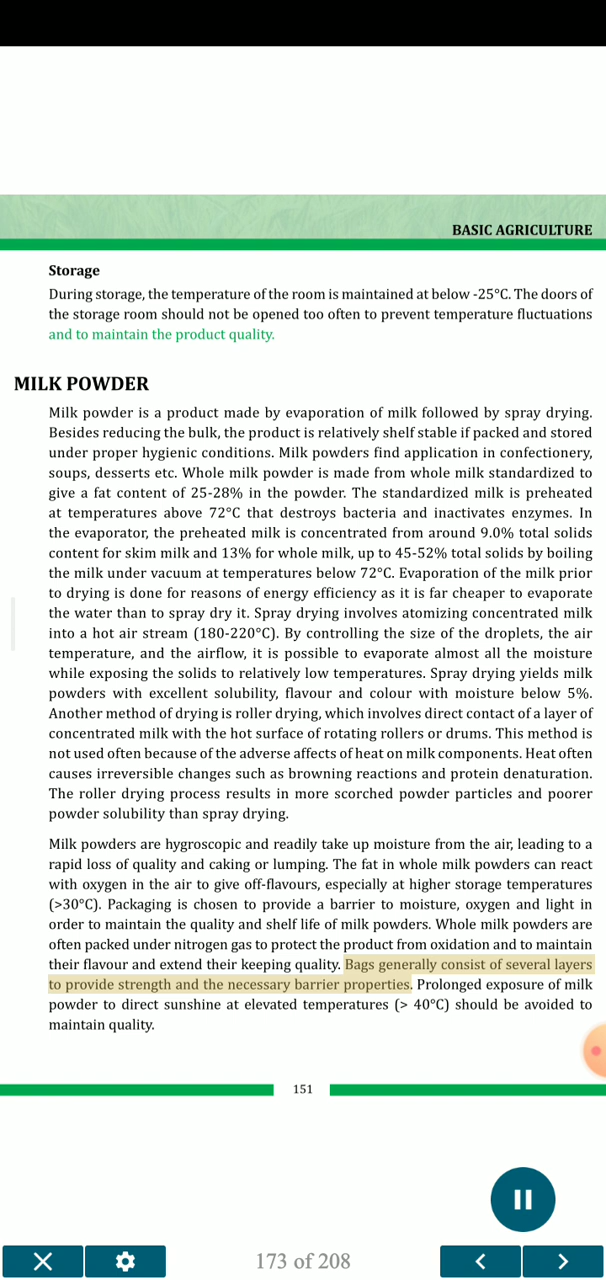 BASIC AGRICULTURE
Storage
During storage, the temperature of the room is maintained at below -25°C. The doors of
the storage room should not be opened too often to prevent temperature fluctuations
and to maintain the product quality.
MILK POWDER
Milk powder is a product made by evaporation of milk followed by spray drying.
Besides reducing the bulk, the product is relatively shelf stable if packed and stored
under proper hygienic conditions. Milk powders find application in confectionery,
soups, desserts etc. Whole milk powder is made from whole milk standardized to
give a fat content of 25-28% in the powder. The standardized milk is preheated
at temperatures above 72°C that destroys bacteria and inactivates enzymes. In
the evaporator, the preheated milk is concentrated from around 9.0% total solids
content for skim milk and 13% for whole milk, up to 45-52% total solids by boiling
the milk under vacuum at temperatures below 72°C. Evaporation of the milk prior
to drying is done for reasons of energy efficiency as it is far cheaper to evaporate
the water than to spray dry it. Spray drying involves atomizing concentrated milk
into a hot air stream (180-220°C). By controlling the size of the droplets, the air
temperature, and the airflow, it is possible to evaporate almost all the moisture
while exposing the solids to relatively low temperatures. Spray drying yields milk
powders with excellent solubility, flavour and colour with moisture below 5%.
Another method of drying is roller drying, which involves direct contact of a layer of
concentrated milk with the hot surface of rotating rollers or drums. This method is
not used often because of the adverse affects of heat on milk components. Heat often
causes irreversible changes such as browning reactions and protein denaturation.
The roller drying process results in more scorched powder particles and poorer
powder solubility than spray drying.
Milk powders are hygroscopic and readily take up moisture from the air, leading to a
rapid loss of quality and caking or lumping. The fat in whole milk powders can react
with oxygen in the air to give off-flavours, especially at higher storage temperatures
(>30°C). Packaging is chosen to provide a barrier to moisture, oxygen and light in
order to maintain the quality and shelf life of milk powders. Whole milk powders are
often packed under nitrogen gas to protect the product from oxidation and to maintain
their flavour and extend their keeping quality. Bags generally consist of several layers
to provide strength and the necessary barrier properties. Prolonged exposure of milk
powder to direct sunshine at elevated temperatures (> 40°C) should be avoided to
maintain quality.
151
173 of 208